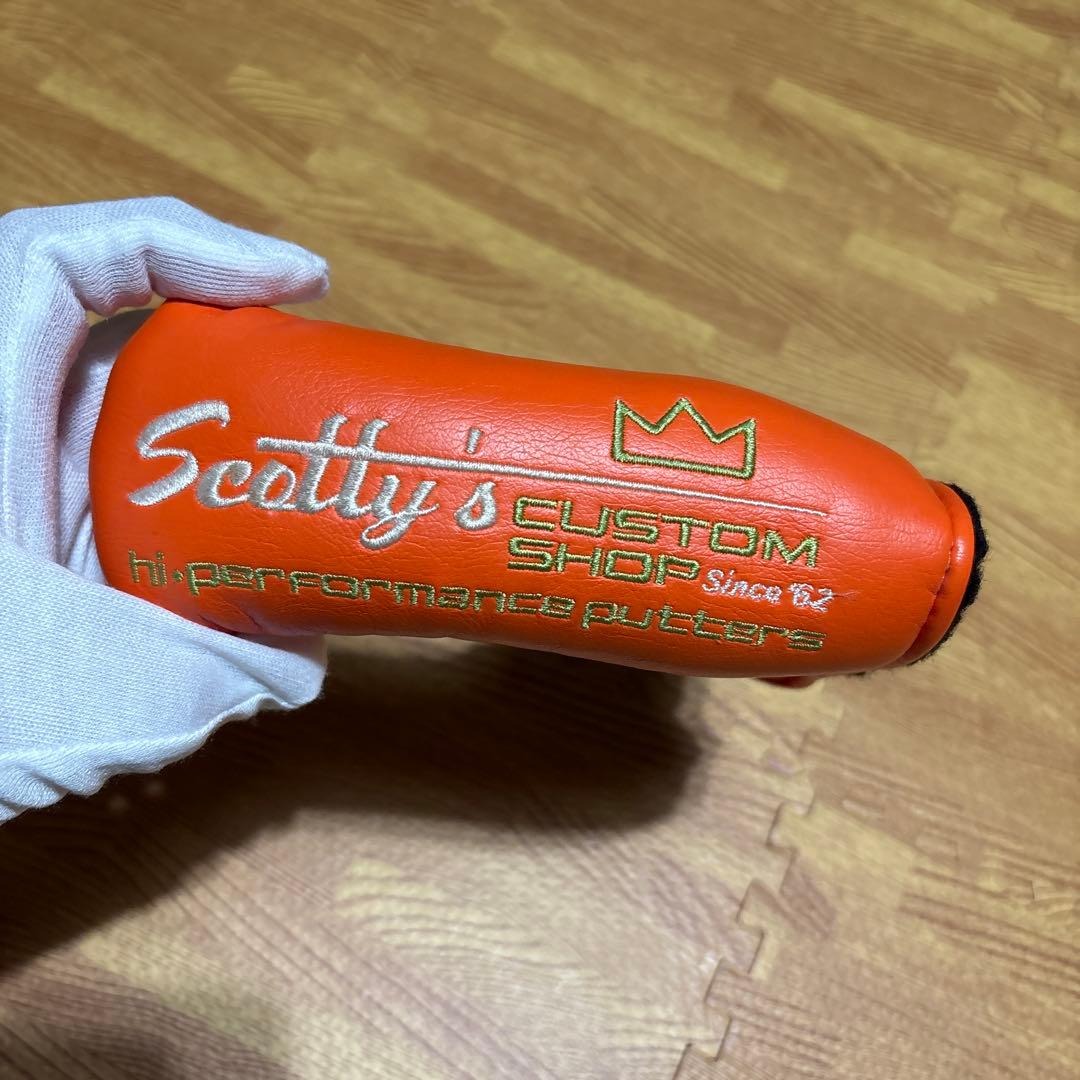 Scotty's CUSTOM
SHOP Since '62
hi•performance putters